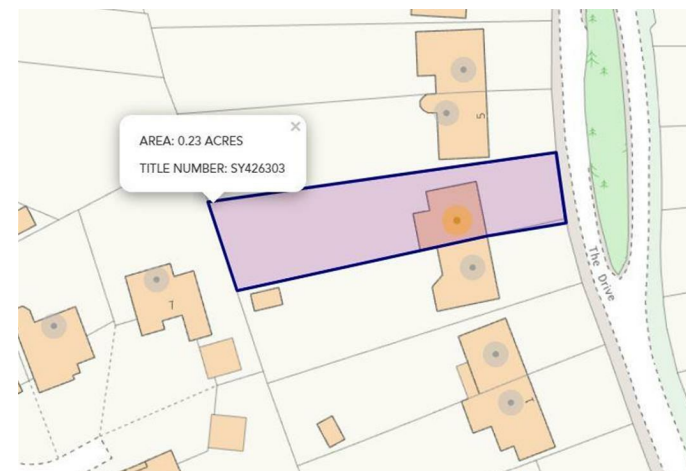 AREA: 0.23 ACRES
TITLE NUMBER: SY426303
5
The Drive
7
1